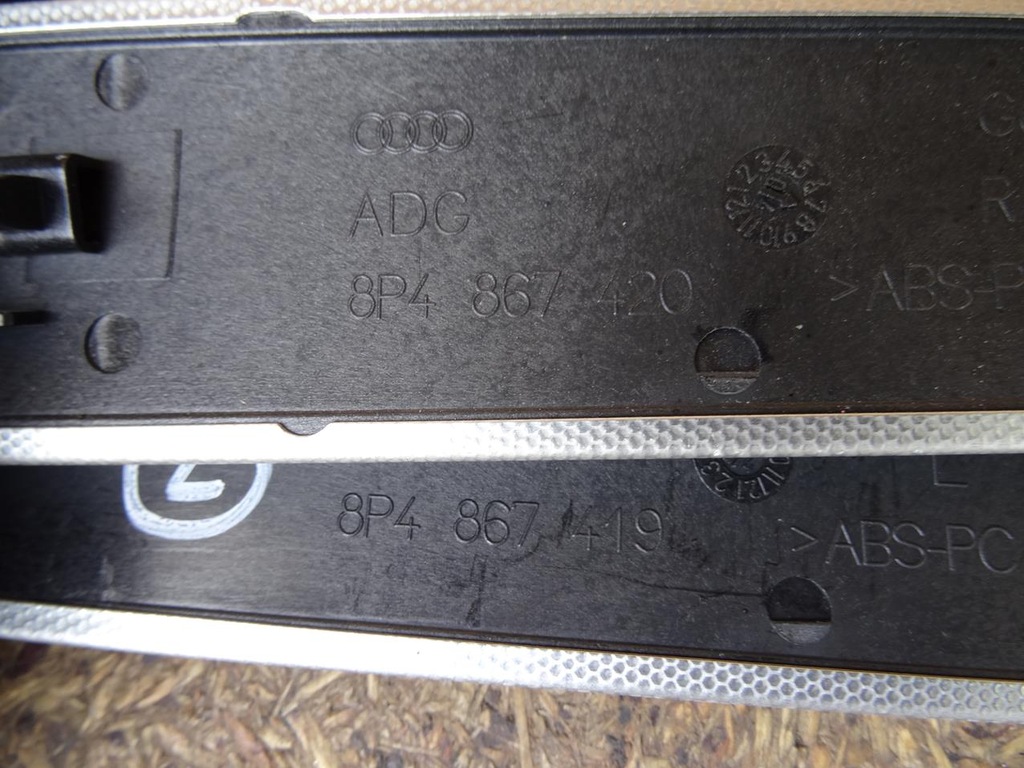 ADG
R
8P4 867 420
>ABS-P
8P4 867 419
L
>ABS-PC